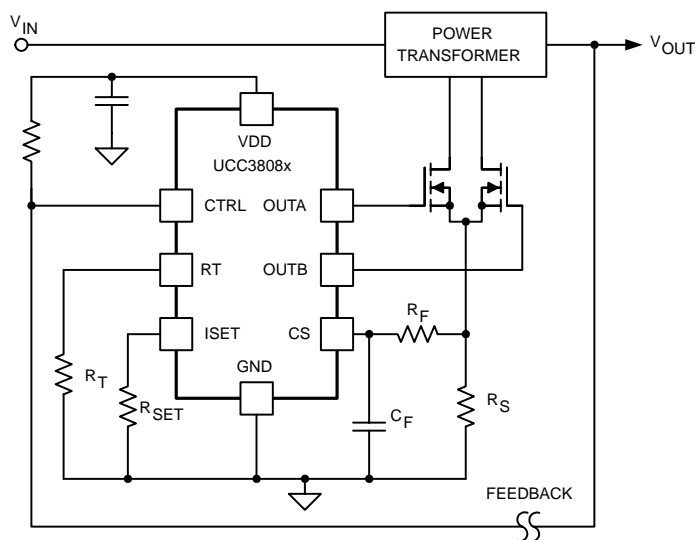 VIN
POWER
TRANSFORMER
VOUT
VDD
UCC3808x
CTRL
OUTA
RT
OUTB
ISET
CS
RF
GND
RT
RSET
CF
RS
FEEDBACK